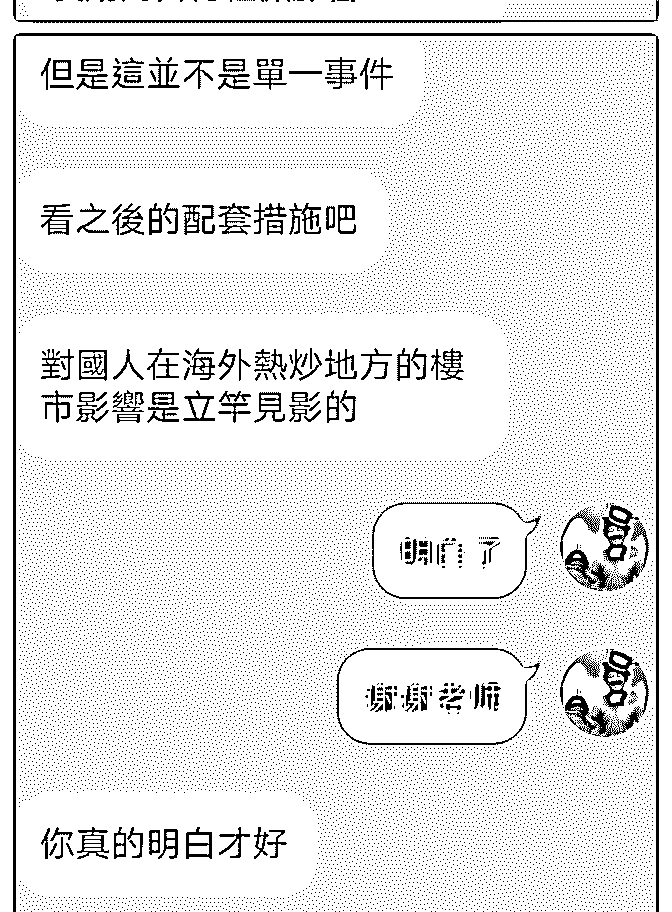 但是這並不是單一事件
看之後的配套措施吧
對國人在海外熱炒地方的樓
市影響是立竿見影的
明白了
謝謝老師
你真的明白才好